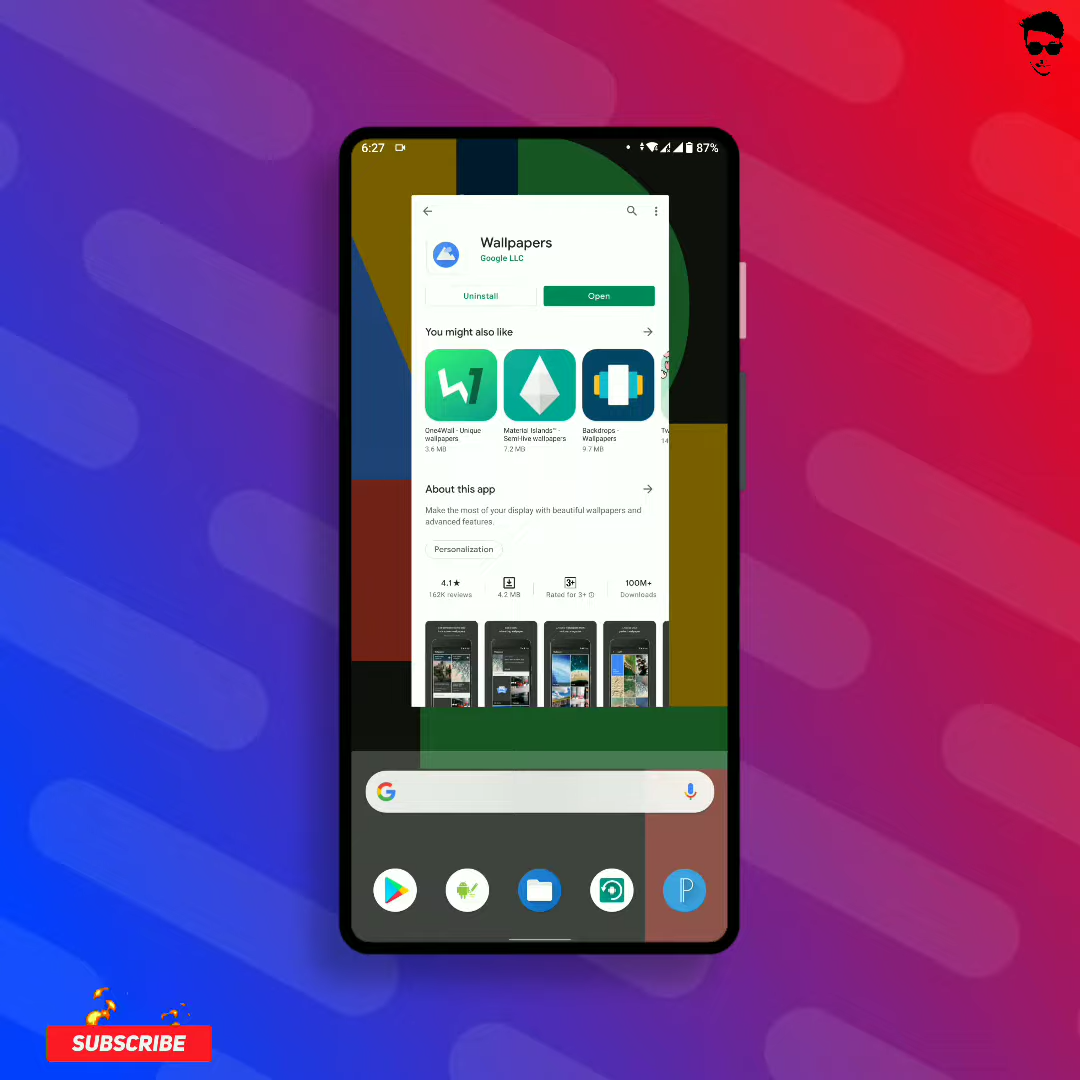 6:27
87%
Wallpapers
Google LLC
Uninstall
Open
You might also like
One4Wall - Unique wallpapers
3.6 MB
Material Islands™ - Semi-live wallpapers
7.2 MB
Backdrops - Wallpapers
9.7 MB
Tw
14
About this app
Make the most of your display with beautiful wallpapers and
advanced features.
Personalization
4.1★
162K reviews
4.2 MB
3+
Rated for 3+
100M+
Downloads
SUBSCRIBE